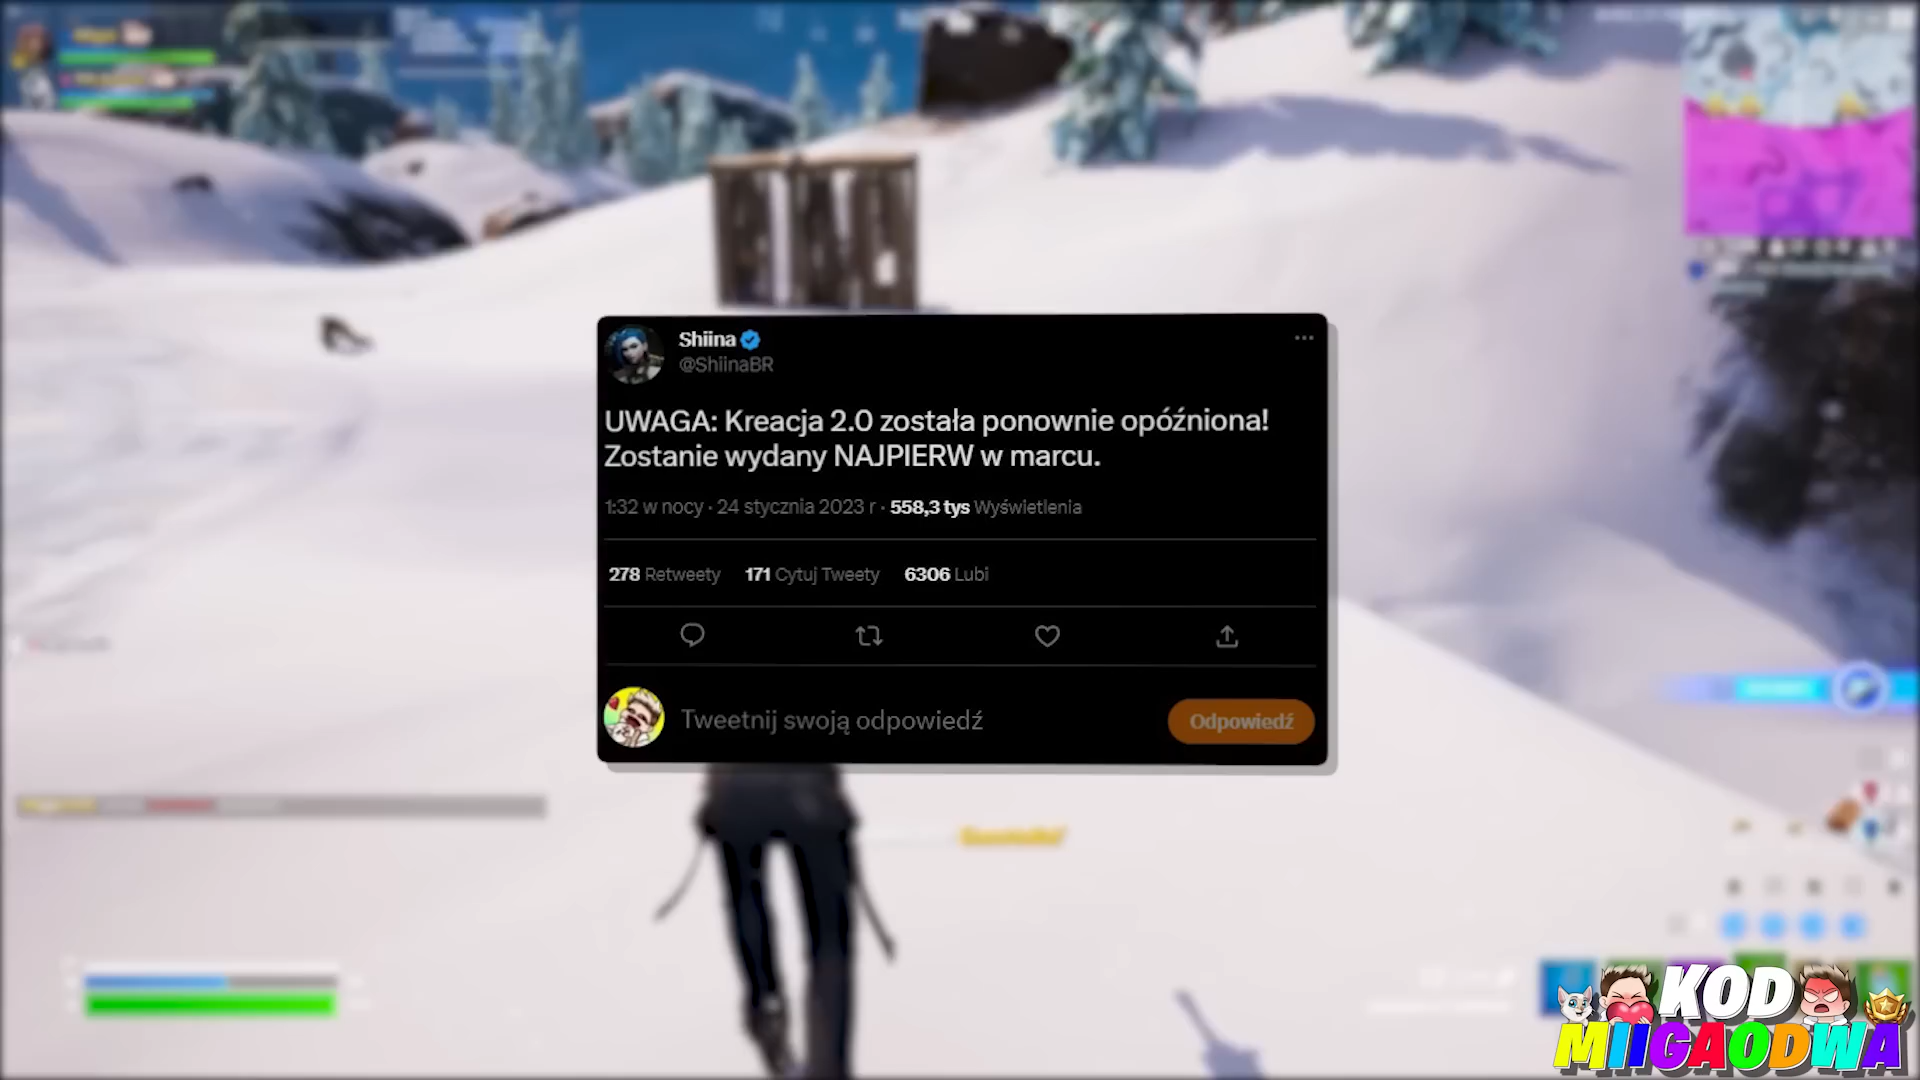 Shiina
@ShiinaBR
UWAGA: Kreacja 2.0 została ponownie opóźniona!
Zostanie wydany NAJPIERW w marcu.
1:32 w nocy · 24 stycznia 2023 r · 558,3 tys Wyświetlenia
278 Retweety 171 Cytuj Tweety 6306 Lubi
Tweetnij swoją odpowiedź
Odpowiedź
KOD
MIIGAODWA